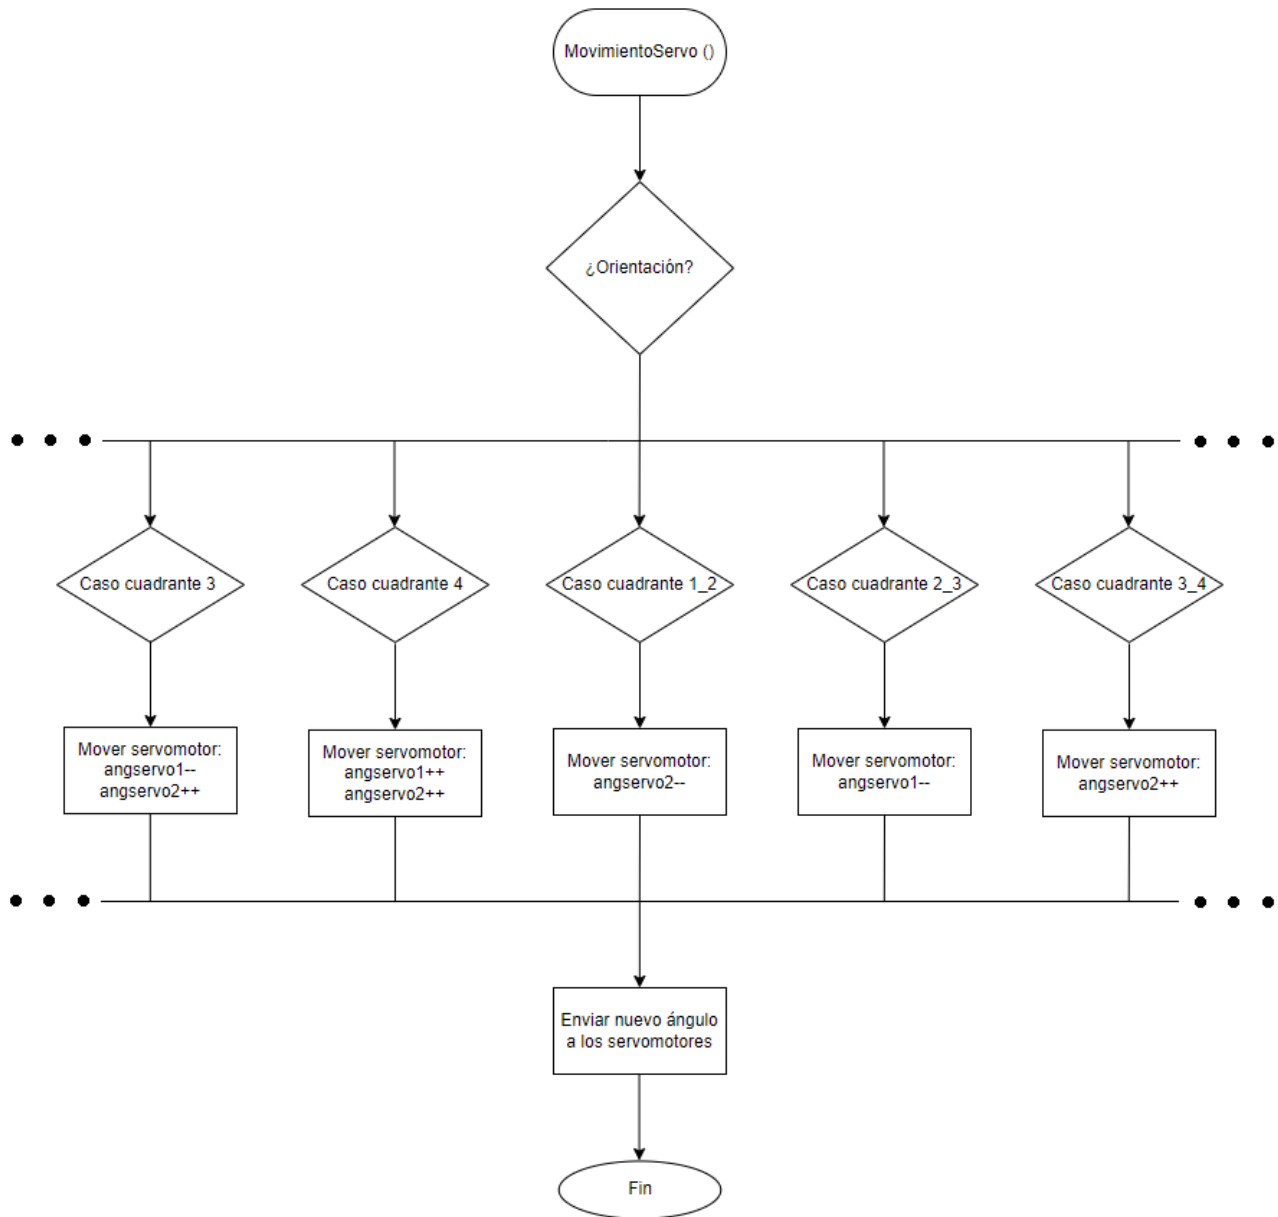 MovimientoServo ()
¿Orientación?
Caso cuadrante 3
Caso cuadrante 4
Caso cuadrante 1_2
Caso cuadrante 2_3
Caso cuadrante 3_4
Mover servomotor:
angservo1--
angservo2++
Mover servomotor:
angservo1++
angservo2++
Mover servomotor:
angservo2--
Mover servomotor:
angservo1--
Mover servomotor:
angservo2++
Enviar nuevo ángulo
a los servomotores
Fin